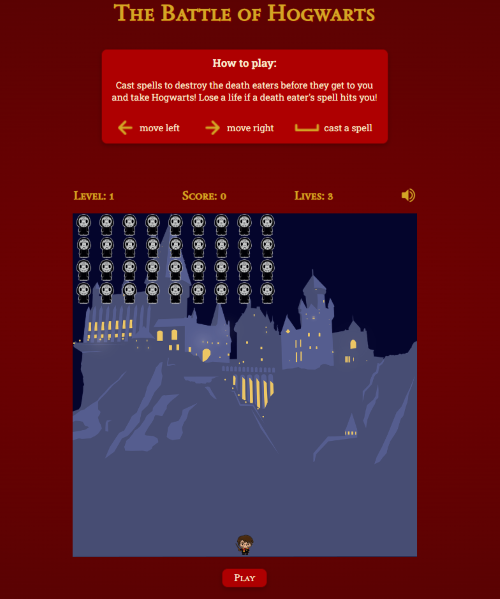 The Battle of Hogwarts
How to play:
Cast spells to destroy the death eaters before they get to you
and take Hogwarts! Lose a life if a death eater's spell hits you!
move left move right cast a spell
Level: 1 Score: 0 Lives: 3
Play